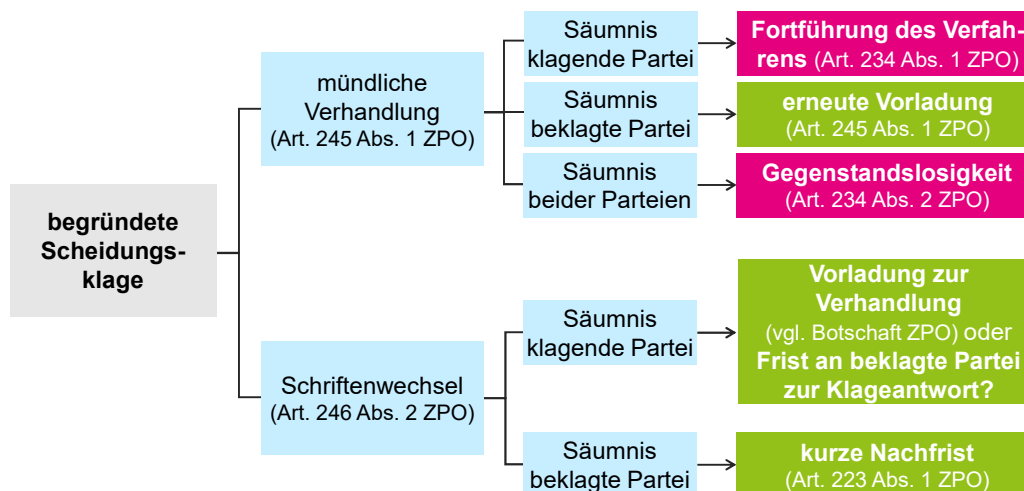 begründete
Scheidungs-
klage
mündliche
Verhandlung
(Art. 245 Abs. 1 ZPO)
Säumnis
klagende Partei
Fortführung des Verfah-
rens (Art. 234 Abs. 1 ZPO)
Säumnis
beklagte Partei
erneute Vorladung
(Art. 245 Abs. 1 ZPO)
Säumnis
beider Parteien
Gegenstandslosigkeit
(Art. 234 Abs. 2 ZPO)
Schriftenwechsel
(Art. 246 Abs. 2 ZPO)
Säumnis
klagende Partei
Vorladung zur
Verhandlung
(vgl. Botschaft ZPO) oder
Frist an beklagte Partei
zur Klageantwort?
Säumnis
beklagte Partei
kurze Nachfrist
(Art. 223 Abs. 1 ZPO)